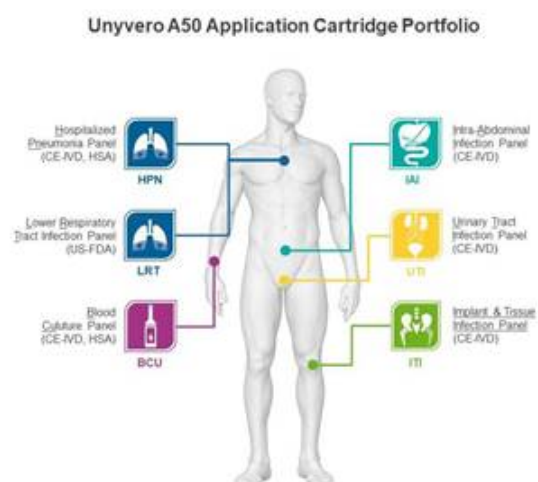 Unyvero A50 Application Cartridge Portfolio
Hospitalized
Pneumonia Panel
(CE-IVD, HSA)
HPN
Lower Respiratory
Tract Infection Panel
(US-FDA)
LRT
Blood
Cululture Panel
(CE-IVD, HSA)
BCU
Intra-Abdominal
Infection Panel
(CE-IVD)
IAI
Urinary Tract
Infection Panel
(CE-IVD)
UTI
Implant & Tissue
Infection Panel
(CE-IVD)
ITI